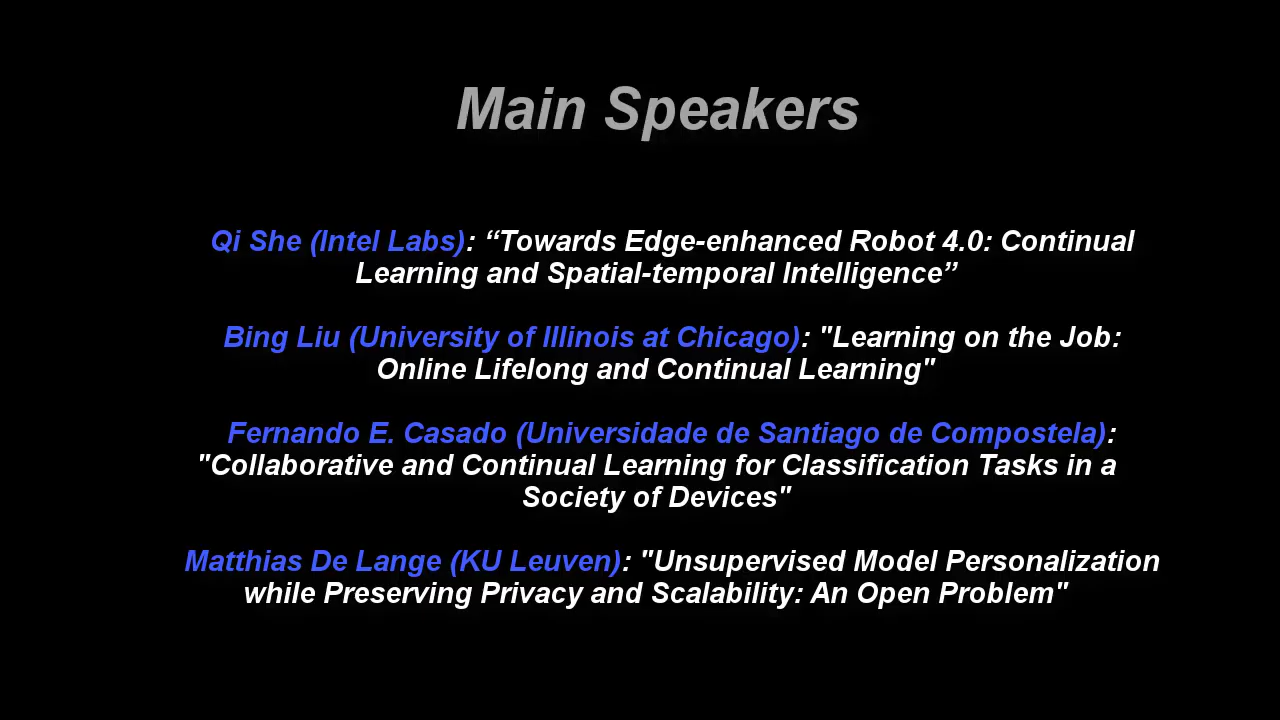 Main Speakers
Qi She (Intel Labs): “Towards Edge-enhanced Robot 4.0: Continual
Learning and Spatial-temporal Intelligence”
Bing Liu (University of Illinois at Chicago): "Learning on the Job:
Online Lifelong and Continual Learning"
Fernando E. Casado (Universidade de Santiago de Compostela):
"Collaborative and Continual Learning for Classification Tasks in a
Society of Devices"
Matthias De Lange (KU Leuven): "Unsupervised Model Personalization
while Preserving Privacy and Scalability: An Open Problem"